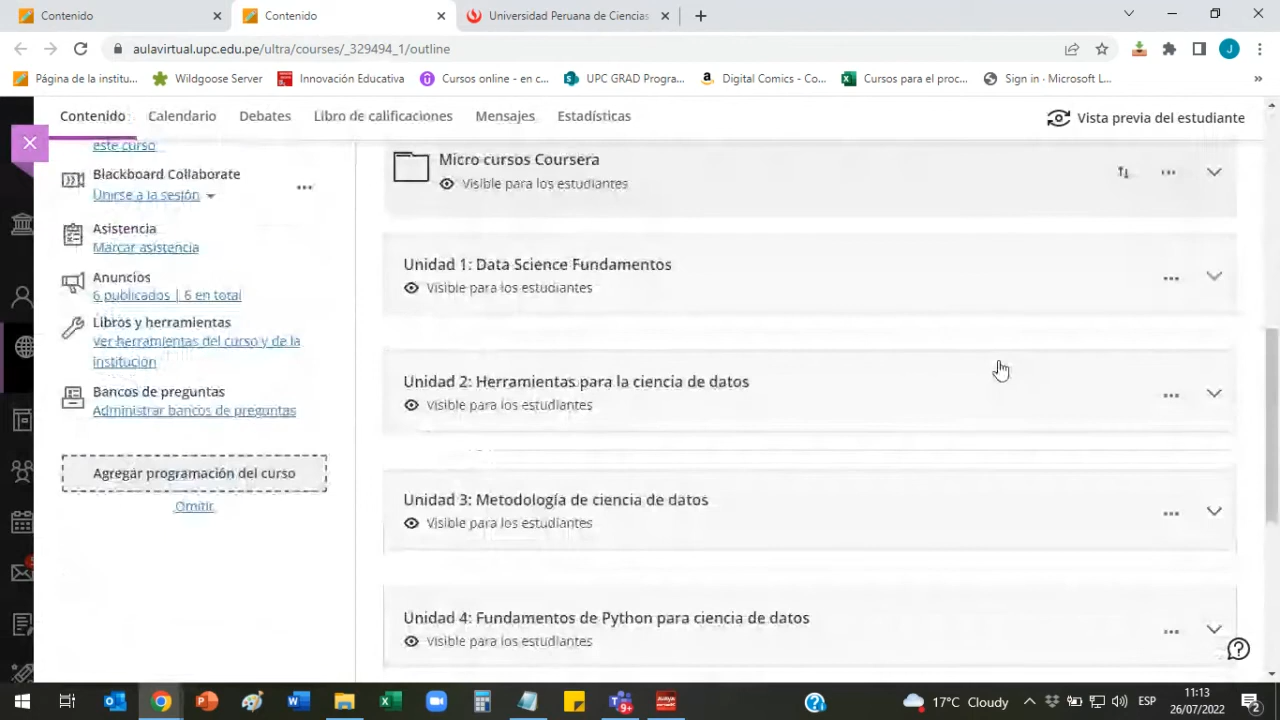 Contenido
Contenido
Universidad Peruana de Ciencias
aulavirtual.upc.edu.pe/ultra/courses/_329494_1/outline
J
Página de la institu...
Wildgoose Server
Innovación Educativa
Cursos online - en c...
UPC GRAD Progra...
Digital Comics - Co...
Cursos para el proc...
Sign in · Microsoft L...
»
Contenido
Calendario
Debates
Libro de calificaciones
Mensajes
Estadísticas
Vista previa del estudiante
este curso
Blackboard Collaborate
Unirse a la sesión
Asistencia
Marcar asistencia
Anuncios
6 publicados | 6 en total
Libros y herramientas
Ver herramientas del curso y de la
institución
Bancos de preguntas
Administrar bancos de preguntas
Agregar programación del curso
Omitir
Micro cursos Coursera
Visible para los estudiantes
Unidad 1: Data Science Fundamentos
Visible para los estudiantes
Unidad 2: Herramientas para la ciencia de datos
Visible para los estudiantes
Unidad 3: Metodología de ciencia de datos
Visible para los estudiantes
Unidad 4: Fundamentos de Python para ciencia de datos
Visible para los estudiantes
9+
17°C Cloudy
ESP
11:13
26/07/2022
2